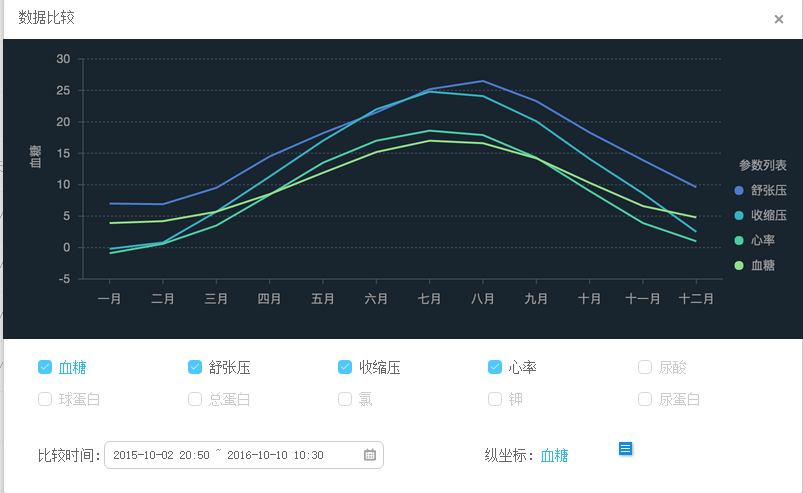 数据比较 ×
30
25
20
15
10
5
0
-5
血糖
一月 二月 三月 四月 五月 六月 七月 八月 九月 十月 十一月 十二月
参数列表
舒张压
收缩压
心率
血糖
血糖 舒张压 收缩压 心率 尿酸
球蛋白 总蛋白 氯 钾 尿蛋白
比较时间: 2015-10-02 20:50 ~ 2016-10-10 10:30 纵坐标: 血糖